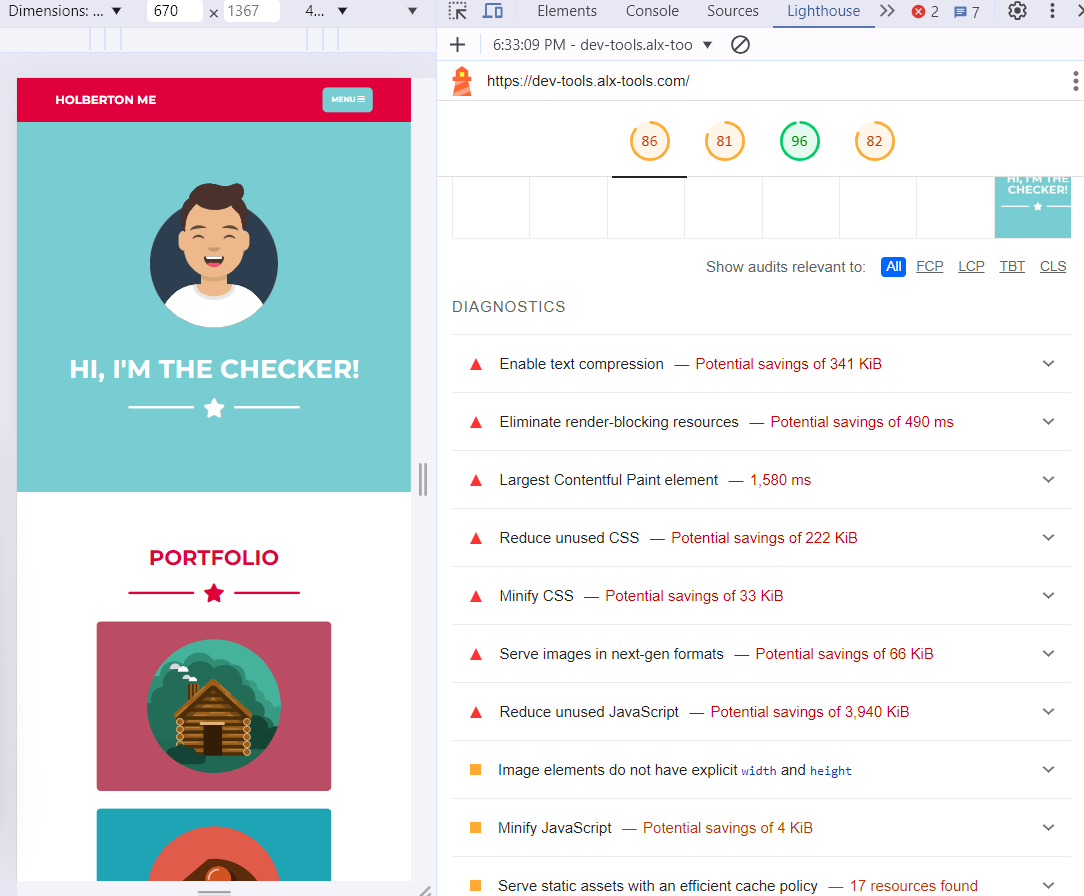 Dimensions: ... 670 × 1367 4...
Elements Console Sources Lighthouse 2 7
6:33:09 PM - dev-tools.alx-too
https://dev-tools.alx-tools.com/
HOLBERTON ME
MENU
86 81 96 82
HI, I'M THE
CHECKER!
Show audits relevant to: All FCP LCP TBT CLS
DIAGNOSTICS
Enable text compression — Potential savings of 341 KiB
Eliminate render-blocking resources — Potential savings of 490 ms
Largest Contentful Paint element — 1,580 ms
Reduce unused CSS — Potential savings of 222 KiB
Minify CSS — Potential savings of 33 KiB
Serve images in next-gen formats — Potential savings of 66 KiB
Reduce unused JavaScript — Potential savings of 3,940 KiB
Image elements do not have explicit width and height
Minify JavaScript — Potential savings of 4 KiB
Serve static assets with an efficient cache policy — 17 resources found
HI, I'M THE CHECKER!
PORTFOLIO